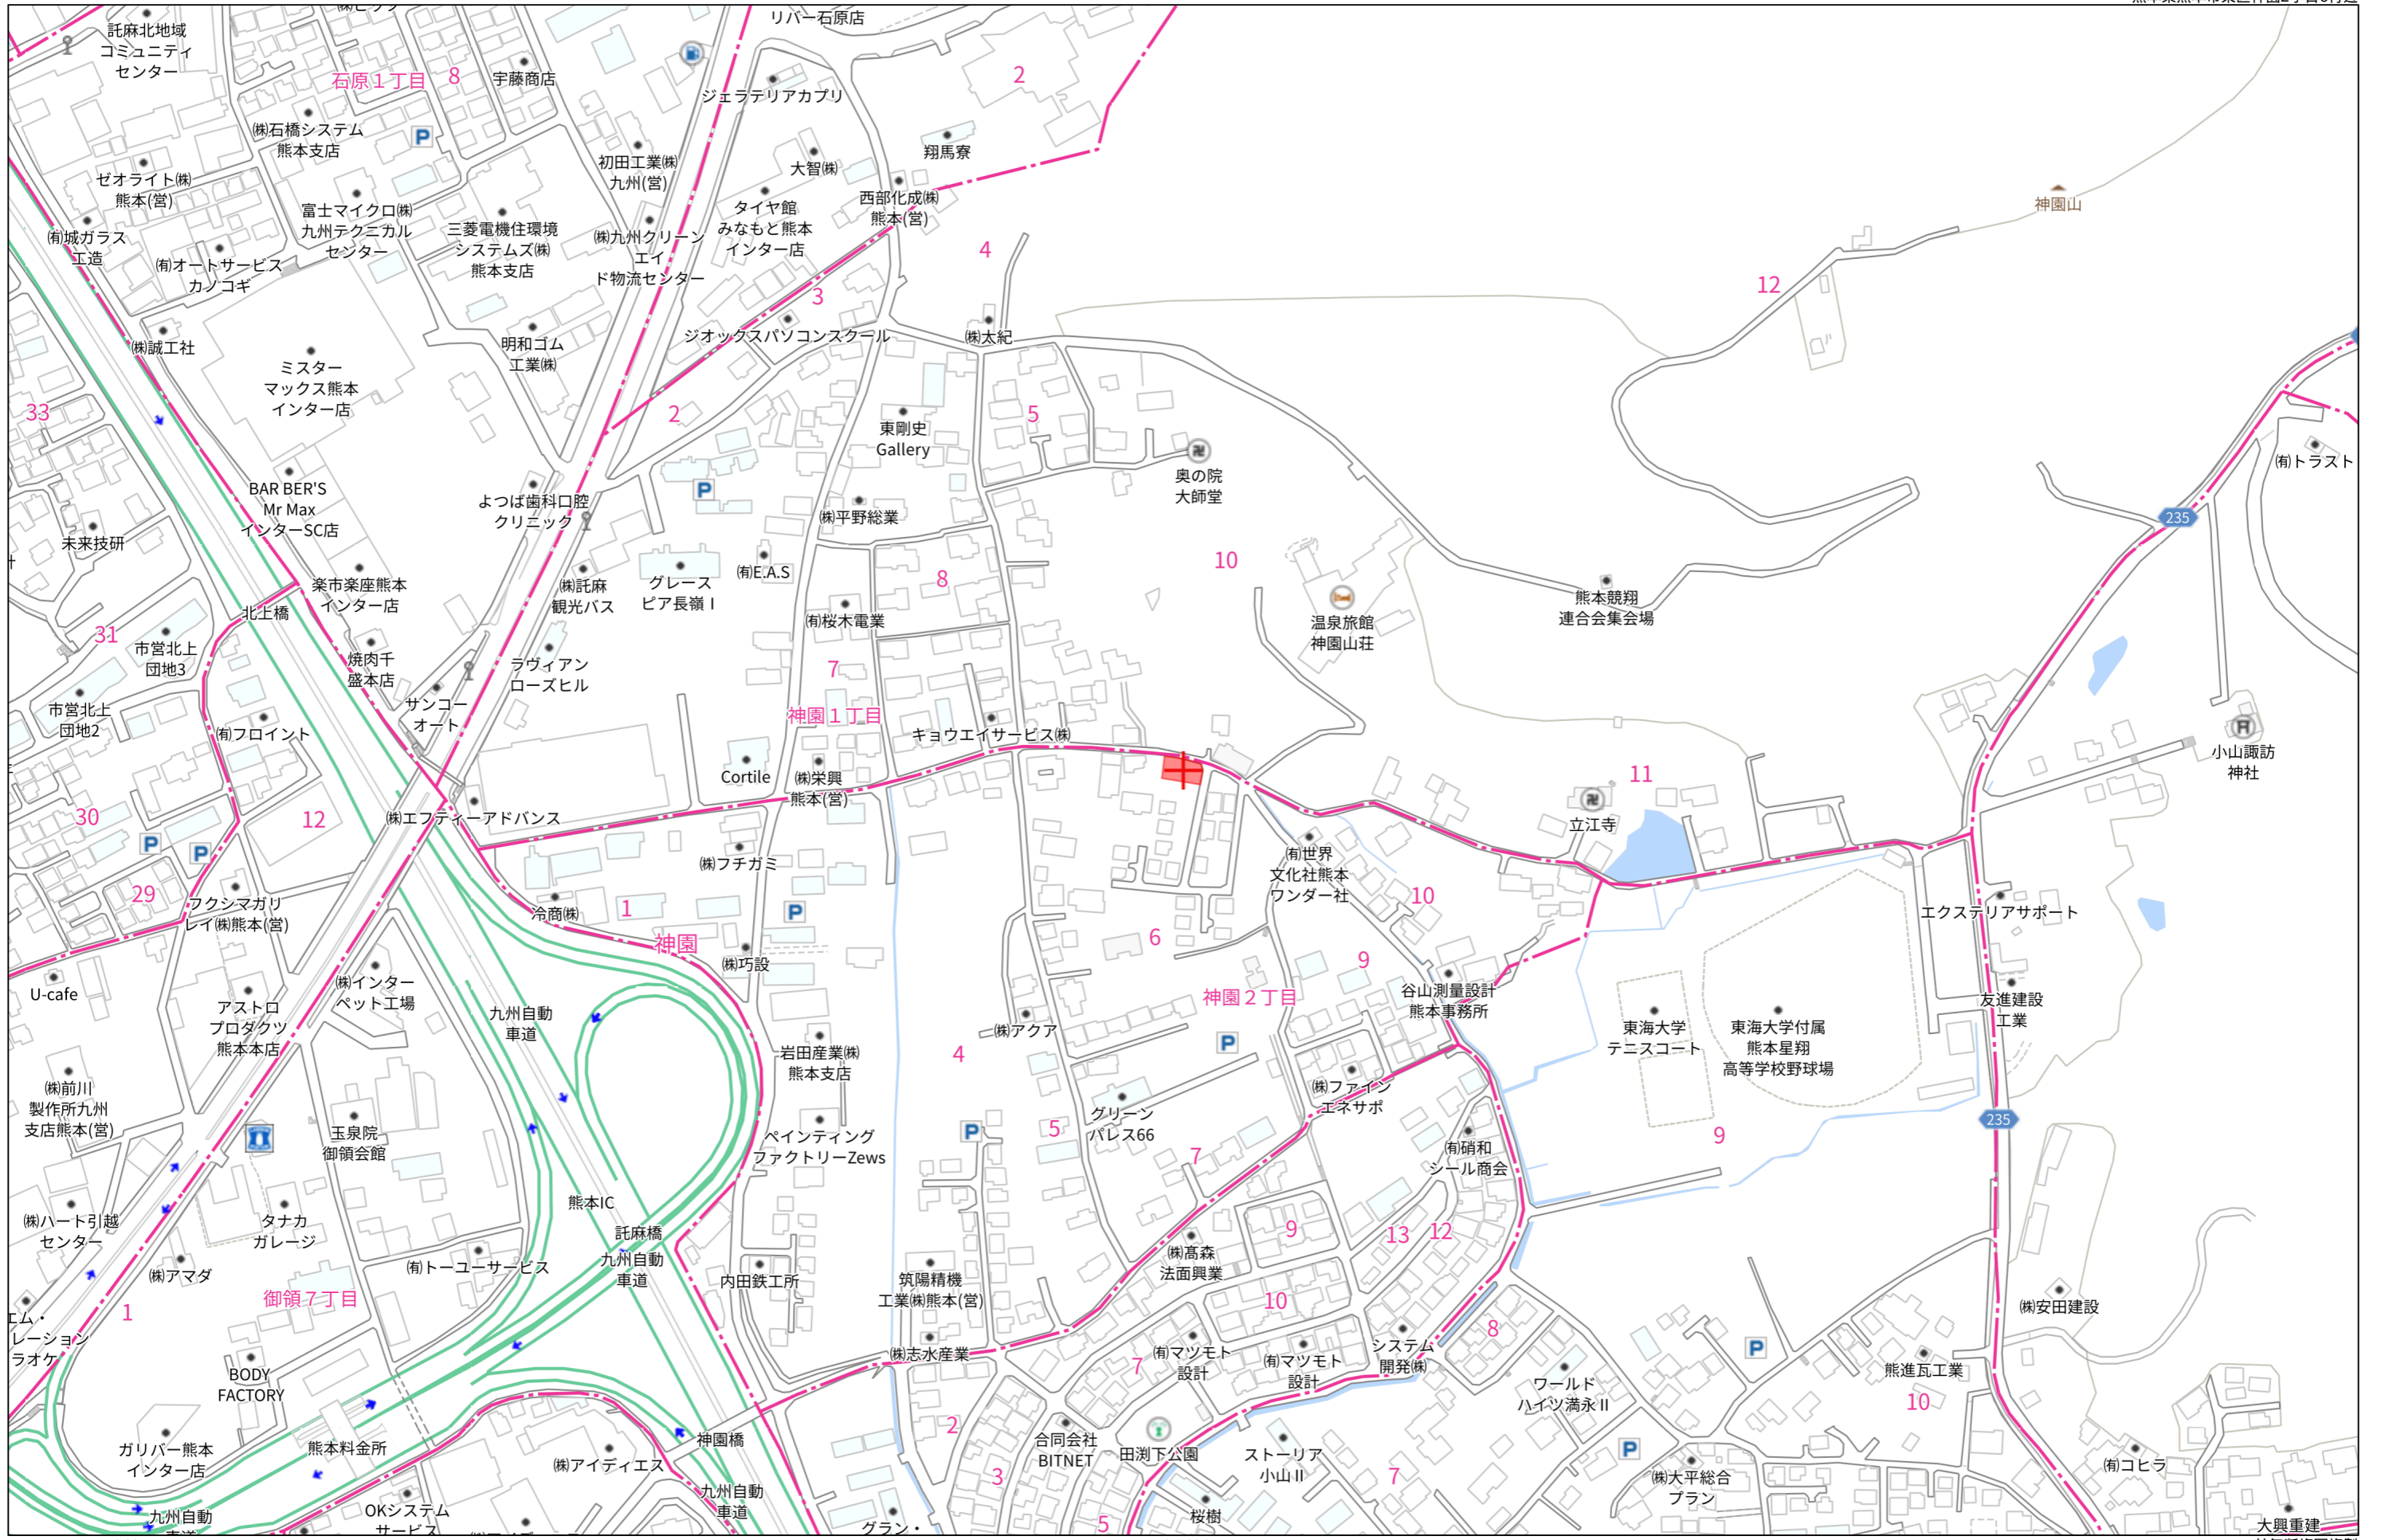 託麻北地域
コミュニティ
センター
石原1丁目
8
宇藤商店
リバー石原店
ジェラテリアカプリ
2
㈱石橋システム
熊本支店
P
初田工業㈱
九州(営)
大智㈱
翔馬寮
ゼオライト㈱
熊本(営)
富士マイクロ㈱
九州テクニカル
センター
三菱電機住環境
システムズ㈱
熊本支店
㈱九州クリーン
エイ
ド物流センター
タイヤ館
みなもと熊本
インター店
西部化成㈱
熊本(営)
神園山
㈲城ガラス
工造
㈲オートサービス
カノコギ
4
12
3
㈱誠工社
ミスター
マックス熊本
インター店
明和ゴム
工業㈱
ジオックスパソコンスクール
㈱太紀
33
2
東剛史
Gallery
5
㈲トラスト
BAR BER'S
Mr Max
インターSC店
よつば歯科口腔
クリニック
P
㈱平野総業
奥の院
大師堂
235
未来技研
楽市楽座熊本
インター店
㈱託麻
観光バス
グレース
ピア長嶺Ⅰ
㈲E.A.S
8
10
温泉旅館
神園山荘
熊本競翔
連合会集会場
北上橋
31
市営北上
団地3
焼肉千
盛本店
ラヴィアン
ローズヒル
㈲桜木電業
7
市営北上
団地2
㈲フロイント
サンコー
オート
神園1丁目
キョウエイサービス㈱
小山諏訪
神社
Cortile
㈱栄興
熊本(営)
11
30
12
㈱エフティーアドバンス
立江寺
P
P
㈱フチガミ
㈲世界
文化社熊本
ワンダー社
29
フクシマガリ
レイ㈱熊本(営)
冷商㈱
1
P
10
エクステリアサポート
神園
㈱巧設
6
9
U-cafe
㈱インター
ペット工場
アストロ
プロダクツ
熊本本店
九州自動
車道
神園2丁目
谷山測量設計
熊本事務所
東海大学
テニスコート
東海大学付属
熊本星翔
高等学校野球場
友進建設
工業
㈱アクア
P
4
岩田産業㈱
熊本支店
㈱前川
製作所九州
支店熊本(営)
㈱ファイン
エネサポ
グリーン
パレス66
235
玉泉院
御領会館
ペインティング
ファクトリーZews
P
5
7
㈲硝和
シール商会
9
熊本IC
㈱ハート引越
センター
タナカ
ガレージ
託麻橋
九州自動
車道
9
13
12
㈱アマダ
㈲トーユーサービス
内田鉄工所
㈱髙森
法面興業
筑陽精機
工業㈱熊本(営)
1
御領7丁目
10
㈱安田建設
エム・
レーション
ラオケ
㈱志水産業
8
㈲マツモト
設計
㈲マツモト
設計
システム
開発㈱
P
7
BODY
FACTORY
ワールド
ハイツ満永Ⅱ
熊進瓦工業
10
2
ガリバー熊本
インター店
熊本料金所
神園橋
㈱アイディエス
合同会社
BITNET
田渕下公園
ストーリア
小山Ⅱ
P
㈲コヒラ
3
7
㈱大平総合
プラン
九州自動
車道
OKシステム
サービス
九州自動
車道
グラン・
5
桜樹
大興重建